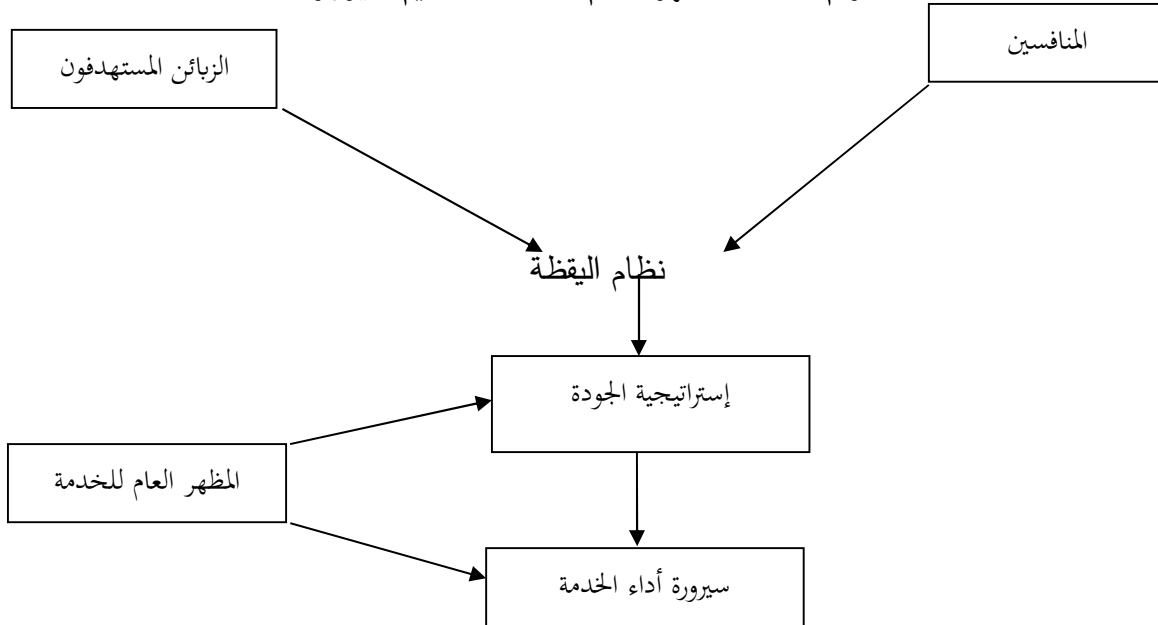 المنافسين
الزبائن المستهدفون
نظام اليقظة
إستراتيجية الجودة
المظهر العام للخدمة
سيرورة أداء الخدمة